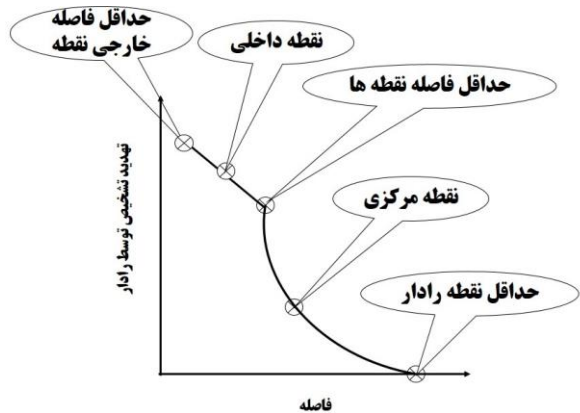 حداقل فاصله
خارجی نقطه
نقطه داخلی
حداقل فاصله نقطه ها
نقطه مرکزی
حداقل نقطه رادار
تهدید تشخیص توسط رادار
فاصله